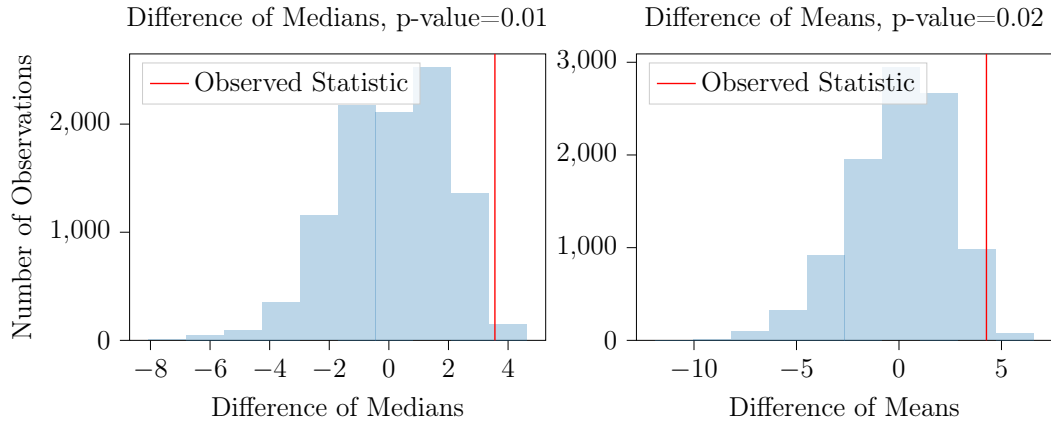 Difference of Medians, p-value=0.01
Number of Observations
2,000
1,000
0
Observed Statistic
−8 −6 −4 −2 0 2 4
Difference of Medians
Difference of Means, p-value=0.02
3,000
2,000
1,000
0
Observed Statistic
−10 −5 0 5
Difference of Means